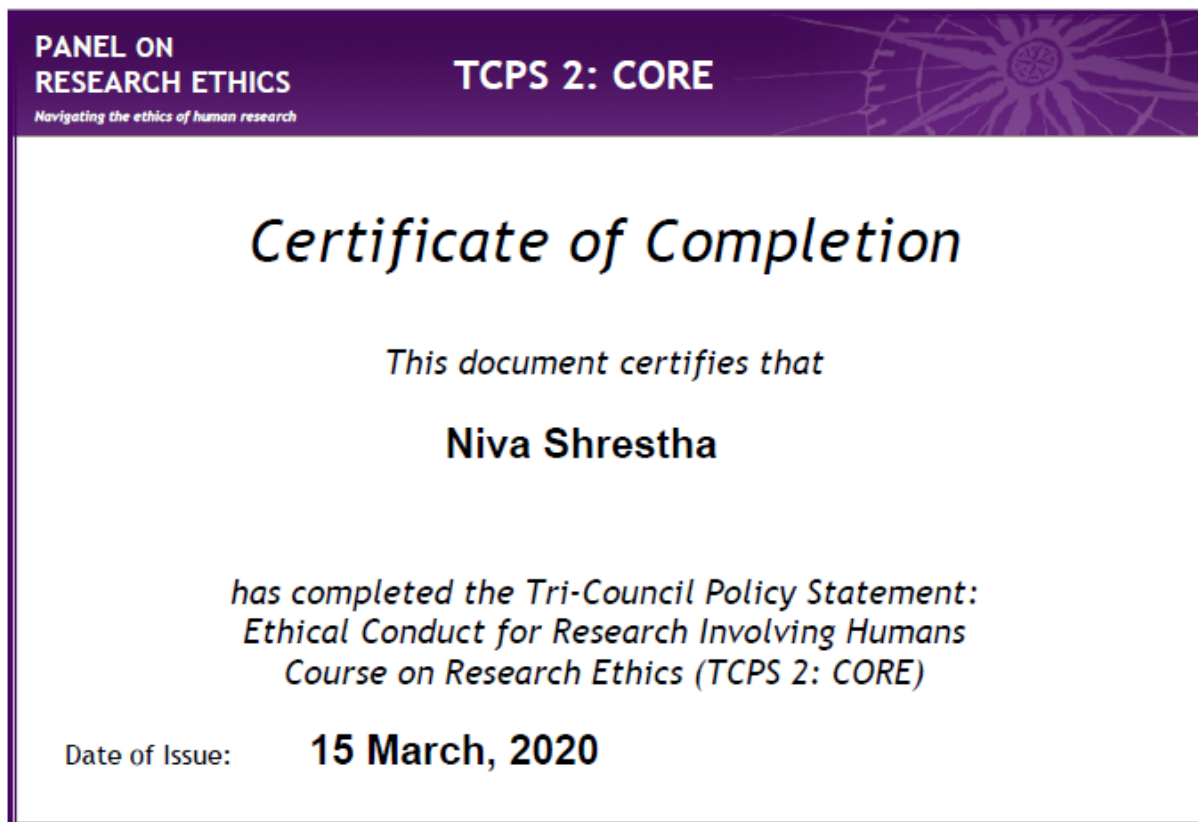 PANEL ON
RESEARCH ETHICS
Navigating the ethics of human research
TCPS 2: CORE
Certificate of Completion
This document certifies that
Niva Shrestha
has completed the Tri-Council Policy Statement:
Ethical Conduct for Research Involving Humans
Course on Research Ethics (TCPS 2: CORE)
Date of Issue: 15 March, 2020